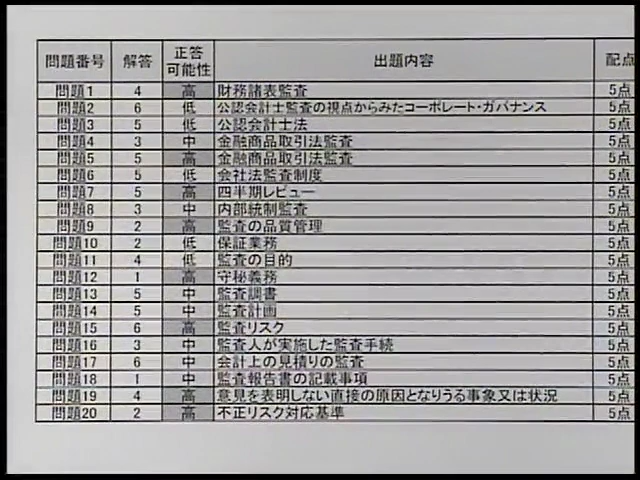 問題番号 解答 正答可能性 出題内容 配点
問題1 4 高 財務諸表監査 5点
問題2 6 低 公認会計士監査の視点からみたコーポレート・ガバナンス 5点
問題3 5 低 公認会計士法 5点
問題4 3 中 金融商品取引法監査 5点
問題5 5 高 金融商品取引法監査 5点
問題6 5 低 会社法監査制度 5点
問題7 5 高 四半期レビュー 5点
問題8 3 中 内部統制監査 5点
問題9 2 高 監査の品質管理 5点
問題10 2 低 保証業務 5点
問題11 4 低 監査の目的 5点
問題12 1 高 守秘義務 5点
問題13 5 中 監査調書 5点
問題14 5 中 監査計画 5点
問題15 6 高 監査リスク 5点
問題16 3 中 監査人が実施した監査手続 5点
問題17 6 中 会計上の見積りの監査 5点
問題18 1 中 監査報告書の記載事項 5点
問題19 4 高 意見を表明しない直接の原因となりうる事象又は状況 5点
問題20 2 高 不正リスク対応基準 5点